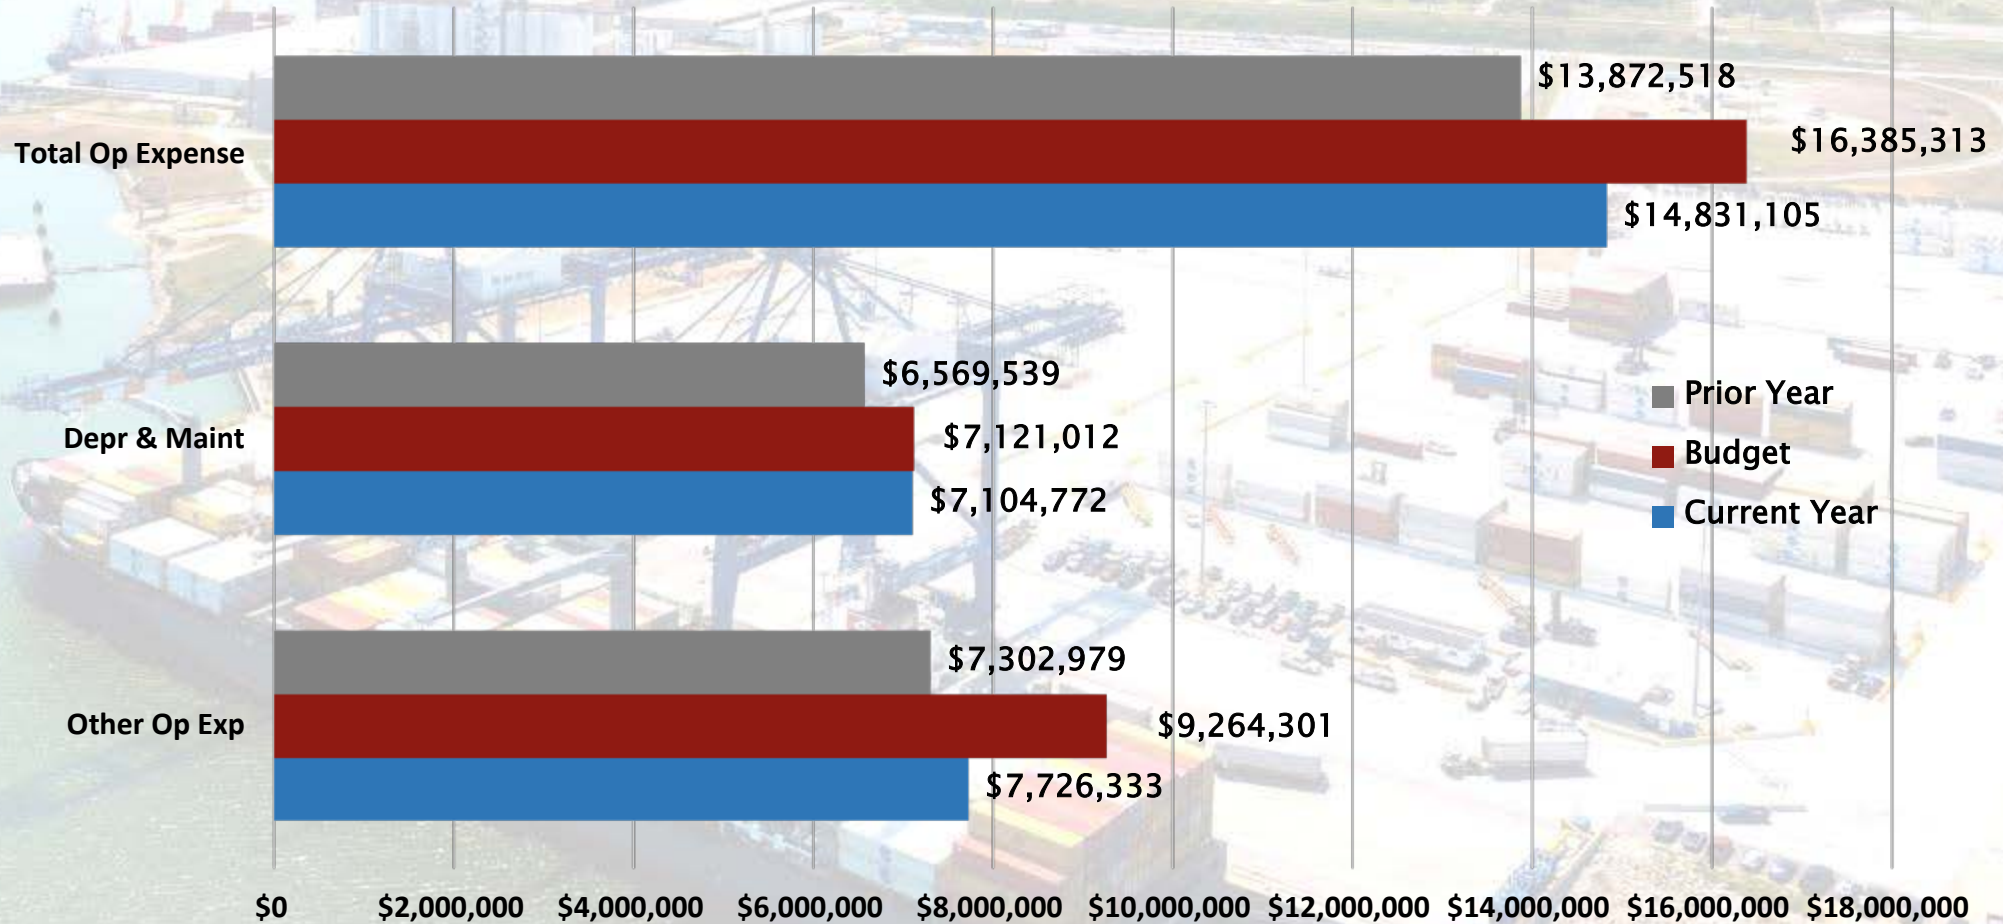 $13,872,518
Total Op Expense
$16,385,313
$14,831,105
$6,569,539
Depr & Maint
$7,121,012
$7,104,772
Prior Year
Budget
Current Year
$7,302,979
Other Op Exp
$9,264,301
$7,726,333
$0 $2,000,000 $4,000,000 $6,000,000 $8,000,000 $10,000,000 $12,000,000 $14,000,000 $16,000,000 $18,000,000